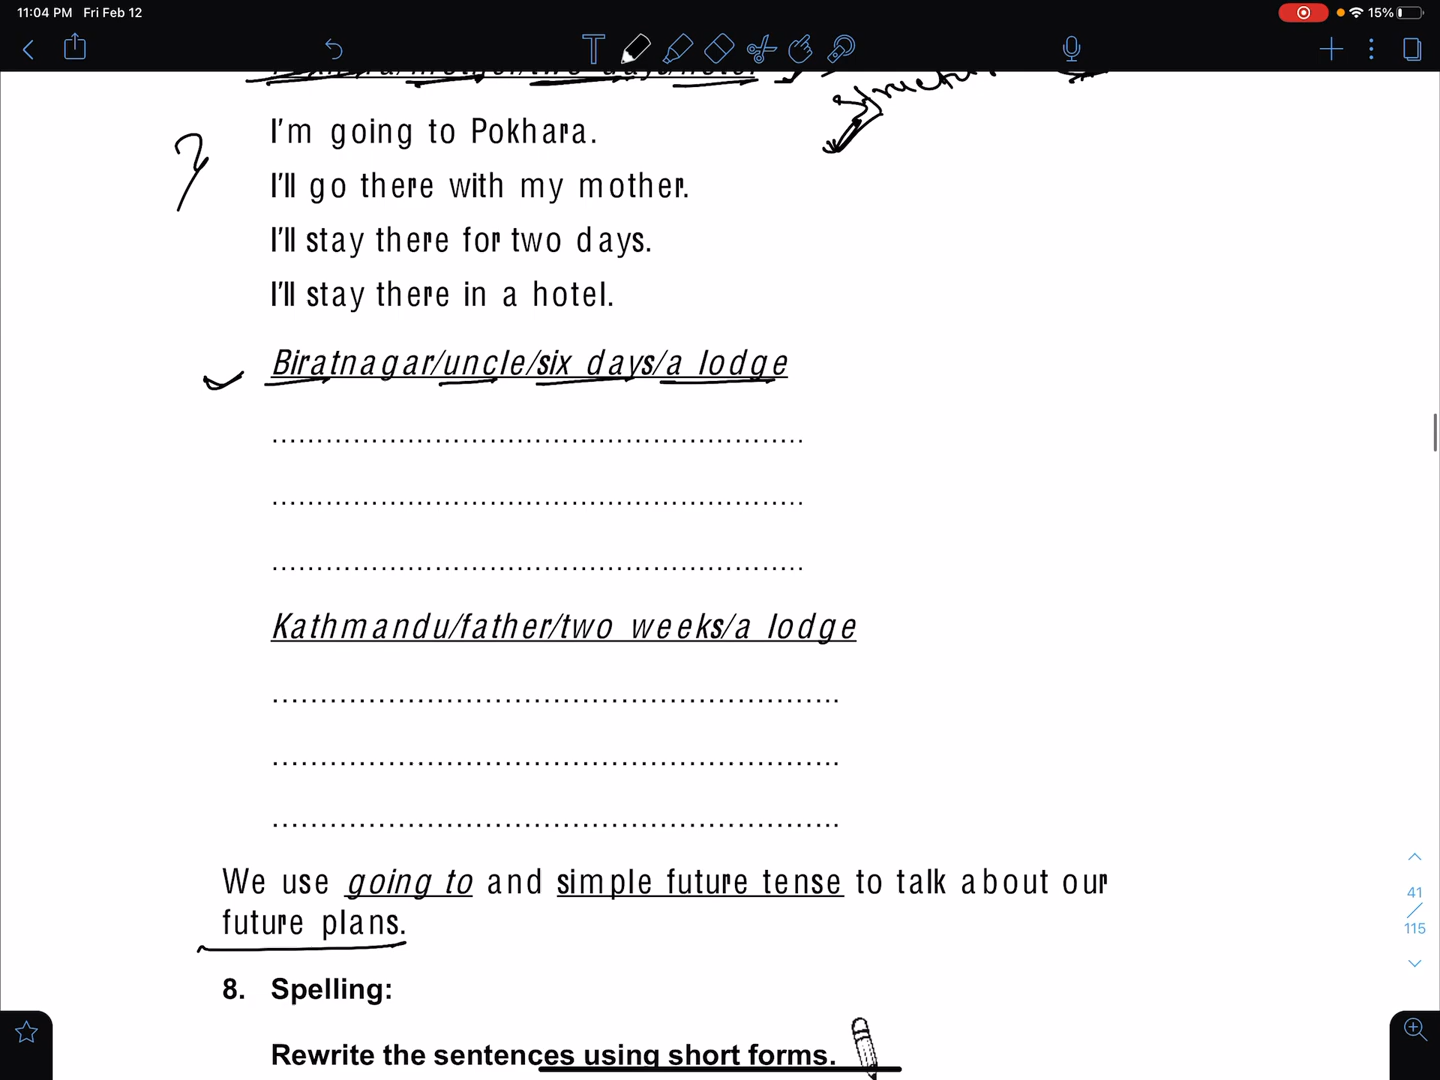 11:04 PM Fri Feb 12
15%
I'm going to Pokhara.
I'll go there with my mother.
I'll stay there for two days.
I'll stay there in a hotel.
Biratnagar/uncle/six days/a lodge
................................................................
................................................................
................................................................
Kathmandu/father/two weeks/a lodge
................................................................
................................................................
................................................................
We use going to and simple future tense to talk about our
future plans.
41
/
115
8. Spelling:
Rewrite the sentences using short forms.